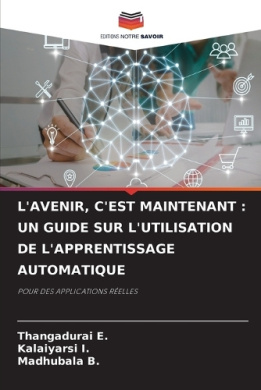 EDITIONS NOTRE SAVOIR
L'AVENIR, C'EST MAINTENANT :
UN GUIDE SUR L'UTILISATION
DE L'APPRENTISSAGE
AUTOMATIQUE
POUR DES APPLICATIONS RÉELLES
Thangadurai E.
Kalaiyarsi I.
Madhubala B.